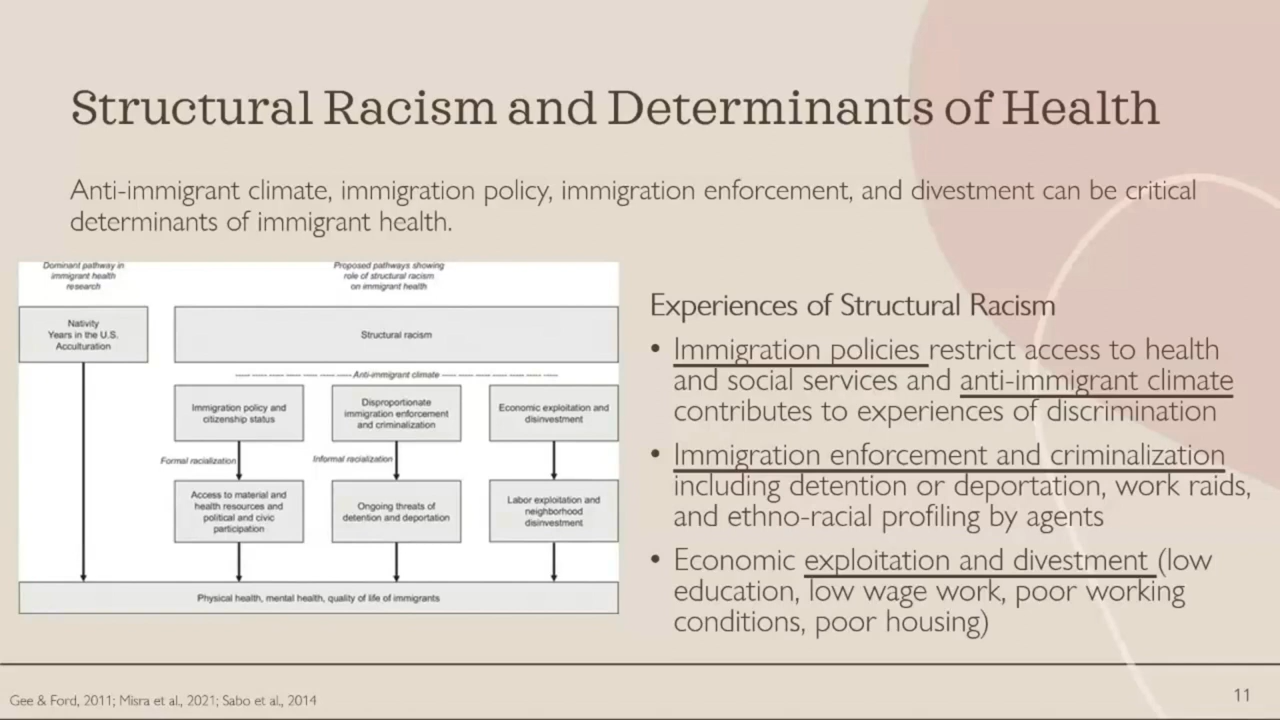 Structural Racism and Determinants of Health
Anti-immigrant climate, immigration policy, immigration enforcement, and divestment can be critical
determinants of immigrant health.
Dominant pathway in
immigrant health
research
Proposed pathways showing
role of structural racism
on immigrant health
Nativity
Years in the U.S.
Acculturation
Structural racism
Anti-immigrant climate
Immigration policy and
citizenship status
Disproportionate
immigration enforcement
and criminalization
Economic exploitation and
disinvestment
Formal racialization
Informal racialization
Access to material and
health resources and
political and civic
participation
Ongoing threats of
detention and deportation
Labor exploitation and
neighborhood
disinvestment
Physical health, mental health, quality of life of immigrants
Experiences of Structural Racism
• Immigration policies restrict access to health
and social services and anti-immigrant climate
contributes to experiences of discrimination
• Immigration enforcement and criminalization
including detention or deportation, work raids,
and ethno-racial profiling by agents
• Economic exploitation and divestment (low
education, low wage work, poor working
conditions, poor housing)
Gee & Ford, 2011; Misra et al., 2021; Sabo et al., 2014
11